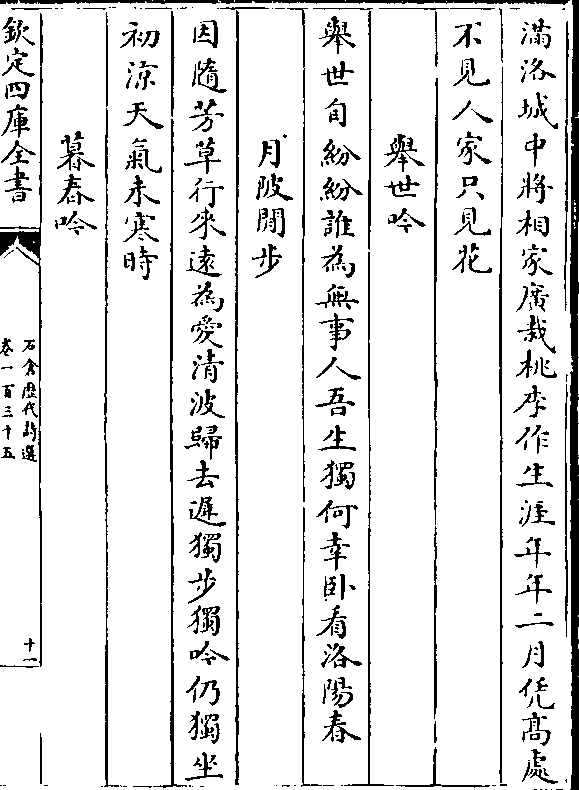 滿洛城中將相家廣栽桃李作生涯年年二月凭髙處
不見人家只見花
舉世吟
舉世自紛紛誰為無事人吾生獨何幸卧看洛陽春
月陂閒步
因隨芳草行來遠為愛清波歸去遲獨步獨吟仍獨坐
初涼天氣未寒時
暮春吟
欽定四庫全書
石倉歴代詩選
卷一百三十五
十一